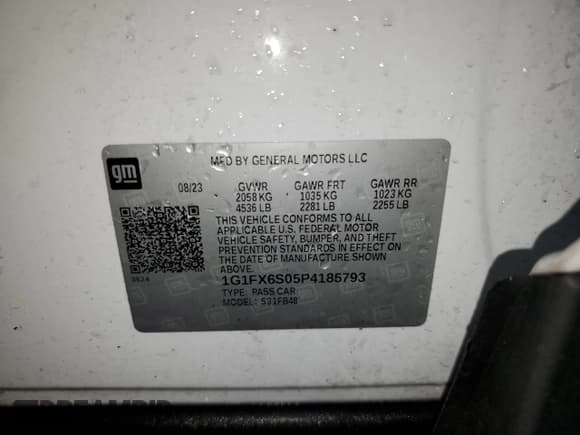 gm
MFD BY GENERAL MOTORS LLC
08/23 GVWR GAWR FRT GAWR RR
2058 KG 1035 KG 1023 KG
4536 LB 2281 LB 2255 LB
THIS VEHICLE CONFORMS TO ALL
APPLICABLE U.S. FEDERAL MOTOR
VEHICLE SAFETY, BUMPER, AND THEFT
PREVENTION STANDARDS IN EFFECT ON
THE DATE OF MANUFACTURE SHOWN
ABOVE.
1G1FX6S05P4185793
TYPE: PASS CAR
MODEL: